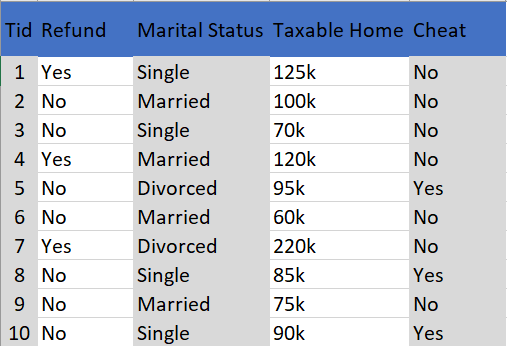 Tid Refund Marital Status Taxable Home Cheat
1 Yes Single 125k No
2 No Married 100k No
3 No Single 70k No
4 Yes Married 120k No
5 No Divorced 95k Yes
6 No Married 60k No
7 Yes Divorced 220k No
8 No Single 85k Yes
9 No Married 75k No
10 No Single 90k Yes